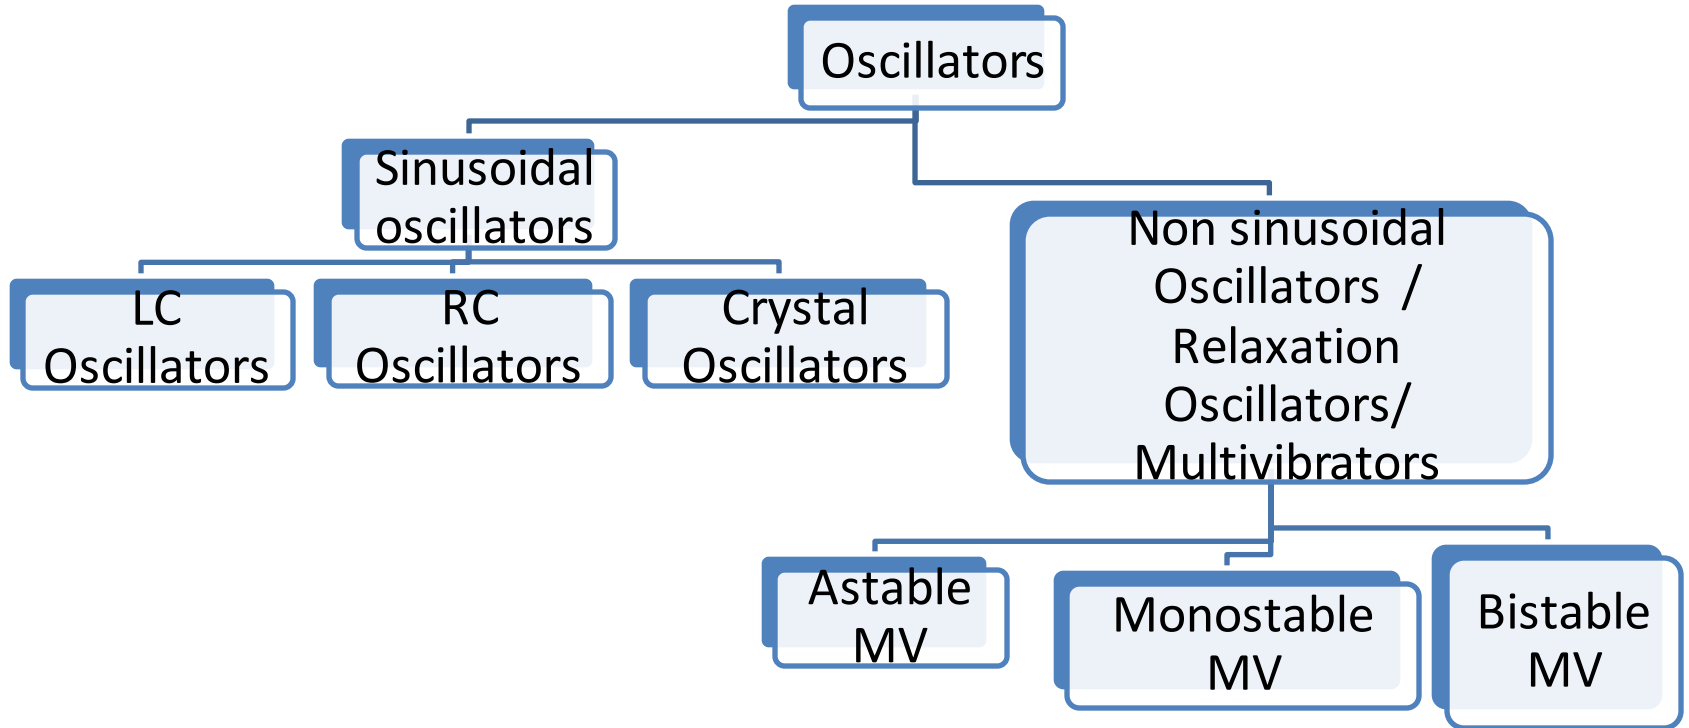 Oscillators
Sinusoidal
oscillators
LC
Oscillators
RC
Oscillators
Crystal
Oscillators
Non sinusoidal
Oscillators /
Relaxation
Oscillators/
Multivibrators
Astable
MV
Monostable
MV
Bistable
MV